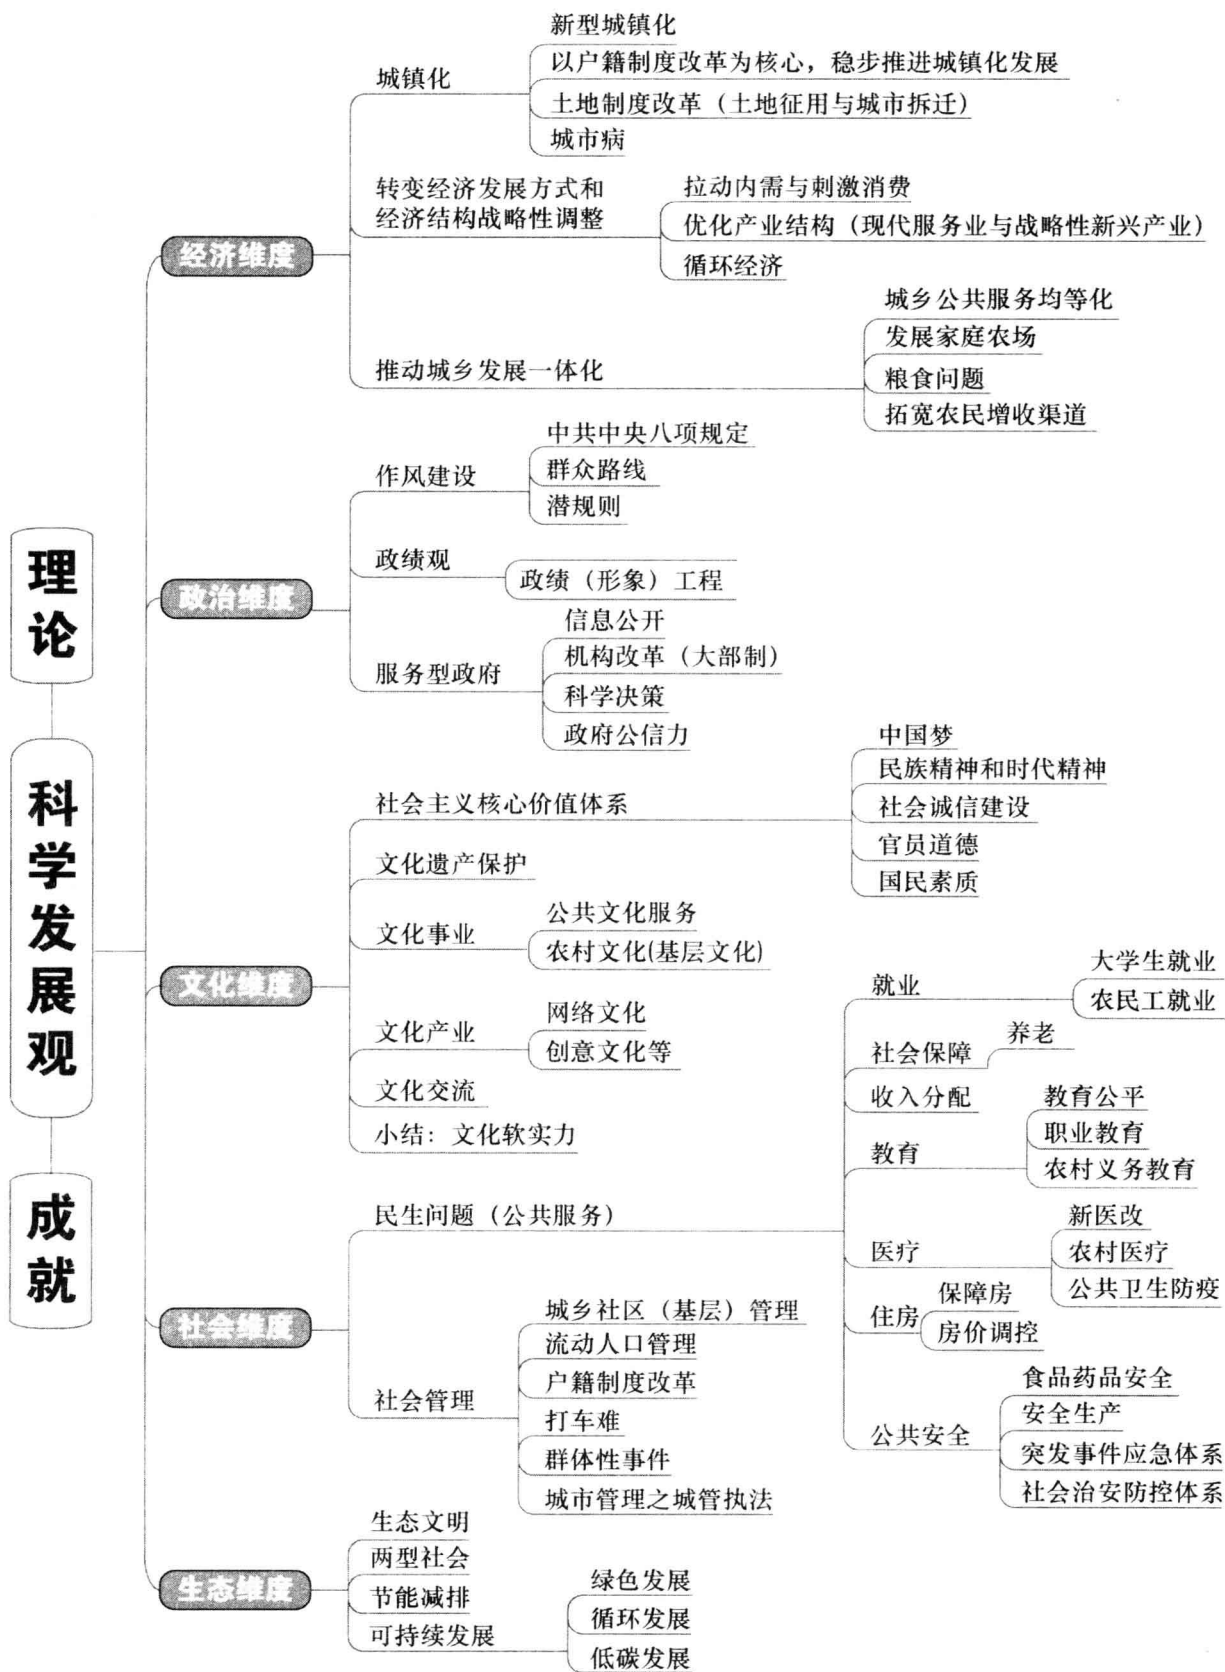 理论
科学发展观
成就
经济维度
城镇化
新型城镇化
以户籍制度改革为核心，稳步推进城镇化发展
土地制度改革（土地征用与城市拆迁）
城市病
转变经济发展方式和
经济结构战略性调整
拉动内需与刺激消费
优化产业结构（现代服务业与战略性新兴产业）
循环经济
推动城乡发展一体化
城乡公共服务均等化
发展家庭农场
粮食问题
拓宽农民增收渠道
政治维度
作风建设
中共中央八项规定
群众路线
潜规则
政绩观
政绩（形象）工程
服务型政府
信息公开
机构改革（大部制）
科学决策
政府公信力
文化维度
社会主义核心价值体系
中国梦
民族精神和时代精神
社会诚信建设
官员道德
国民素质
文化遗产保护
文化事业
公共文化服务
农村文化(基层文化)
文化产业
网络文化
创意文化等
文化交流
小结：文化软实力
社会维度
民生问题（公共服务）
就业
大学生就业
农民工就业
社会保障
养老
收入分配
教育
教育公平
职业教育
农村义务教育
医疗
新医改
农村医疗
公共卫生防疫
住房
保障房
房价调控
公共安全
食品药品安全
安全生产
突发事件应急体系
社会治安防控体系
社会管理
城乡社区（基层）管理
流动人口管理
户籍制度改革
打车难
群体性事件
城市管理之城管执法
生态维度
生态文明
两型社会
节能减排
可持续发展
绿色发展
循环发展
低碳发展